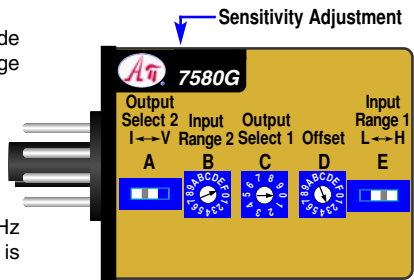 Sensitivity Adjustment
de
ge
Aπ 7580G
Output
Select 2
I↔V
A
Input
Range 2
B
Output
Select 1
C
Offset
D
Input
Range 1
L↔H
E
Hz
is